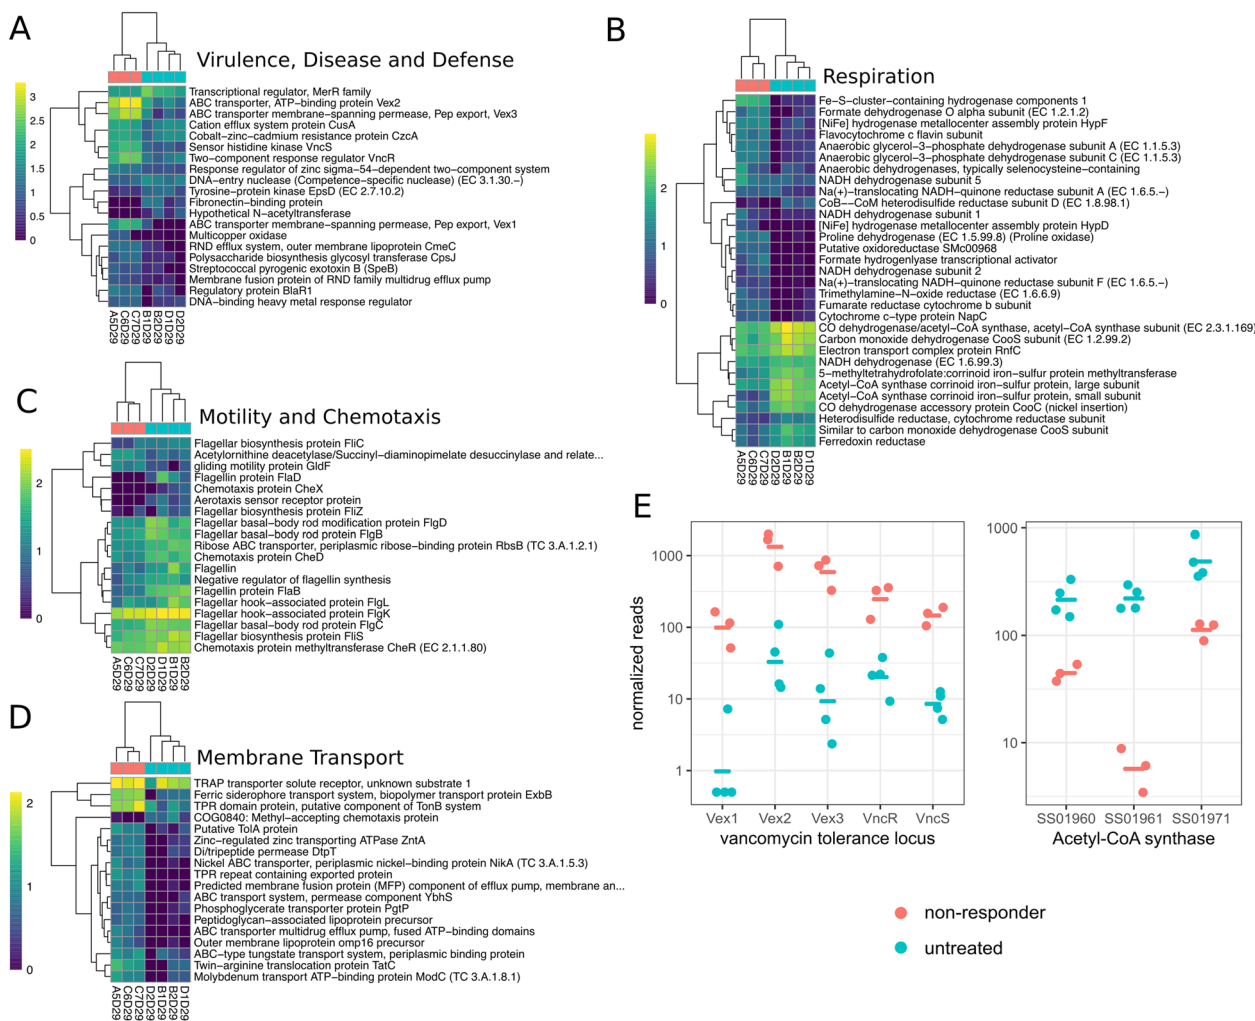 A
Virulence, Disease and Defense
3
2.5
2
1.5
1
0.5
0
Transcriptional regulator, MerR family
ABC transporter, ATP−binding protein Vex2
ABC transporter membrane−spanning permease, Pep export, Vex3
Cation efflux system protein CusA
Cobalt−zinc−cadmium resistance protein CzcA
Sensor histidine kinase VncS
Two−component response regulator VncR
Response regulator of zinc sigma−54−dependent two−component system
DNA−entry nuclease (Competence−specific nuclease) (EC 3.1.30.−)
Tyrosine−protein kinase EpsD (EC 2.7.10.2)
Fibronectin−binding protein
Hypothetical N−acetyltransferase
ABC transporter membrane−spanning permease, Pep export, Vex1
Multicopper oxidase
RND efflux system, outer membrane lipoprotein CmeC
Polysaccharide biosynthesis glycosyl transferase CpsJ
Streptococcal pyrogenic exotoxin B (SpeB)
Membrane fusion protein of RND family multidrug efflux pump
Regulatory protein BlaR1
DNA−binding heavy metal response regulator
A5D29
C6D29
C7D29
B1D29
B2D29
D1D29
D2D29
B
Respiration
2
1
0
Fe−S−cluster−containing hydrogenase components 1
Formate dehydrogenase O alpha subunit (EC 1.2.1.2)
[NiFe] hydrogenase metallocenter assembly protein HypF
Flavocytochrome c flavin subunit
Anaerobic glycerol−3−phosphate dehydrogenase subunit A (EC 1.1.5.3)
Anaerobic glycerol−3−phosphate dehydrogenase subunit C (EC 1.1.5.3)
Anaerobic dehydrogenases, typically selenocysteine−containing
NADH dehydrogenase subunit 5
Na(+)−translocating NADH−quinone reductase subunit A (EC 1.6.5.−)
CoB−−CoM heterodisulfide reductase subunit D (EC 1.8.98.1)
NADH dehydrogenase subunit 1
[NiFe] hydrogenase metallocenter assembly protein HypD
Proline dehydrogenase (EC 1.5.99.8) (Proline oxidase)
Putative oxidoreductase SMc00968
Formate hydrogenlyase transcriptional activator
NADH dehydrogenase subunit 2
Na(+)−translocating NADH−quinone reductase subunit F (EC 1.6.5.−)
Trimethylamine−N−oxide reductase (EC 1.6.6.9)
Fumarate reductase cytochrome b subunit
Cytochrome c−type protein NapC
CO dehydrogenase/acetyl−CoA synthase, acetyl−CoA synthase subunit (EC 2.3.1.169)
Carbon monoxide dehydrogenase CooS subunit (EC 1.2.99.2)
Electron transport complex protein RnfC
NADH dehydrogenase (EC 1.6.99.3)
5−methyltetrahydrofolate:corrinoid iron−sulfur protein methyltransferase
Acetyl−CoA synthase corrinoid iron−sulfur protein, large subunit
Acetyl−CoA synthase corrinoid iron−sulfur protein, small subunit
CO dehydrogenase accessory protein CooC (nickel insertion)
Heterodisulfide reductase, cytochrome reductase subunit
Similar to carbon monoxide dehydrogenase CooS subunit
Ferredoxin reductase
A5D29
C6D29
C7D29
D2D29
B1D29
B2D29
D1D29
C
Motility and Chemotaxis
2
1
0
Flagellar biosynthesis protein FliC
Acetylornithine deacetylase/Succinyl−diaminopimelate desuccinylase and relate...
gliding motility protein GldF
Flagellin protein FlaD
Chemotaxis protein CheX
Aerotaxis sensor receptor protein
Flagellar biosynthesis protein FliZ
Flagellar basal−body rod modification protein FlgD
Flagellar basal−body rod protein FlgB
Ribose ABC transporter, periplasmic ribose−binding protein RbsB (TC 3.A.1.2.1)
Chemotaxis protein CheD
Flagellin
Negative regulator of flagellin synthesis
Flagellin protein FlaB
Flagellar hook−associated protein FlgL
Flagellar hook−associated protein FlgK
Flagellar basal−body rod protein FlgC
Flagellar biosynthesis protein FliS
Chemotaxis protein methyltransferase CheR (EC 2.1.1.80)
A5D29
C6D29
C7D29
D2D29
D1D29
B1D29
B2D29
D
Membrane Transport
2
1
0
TRAP transporter solute receptor, unknown substrate 1
Ferric siderophore transport system, biopolymer transport protein ExbB
TPR domain protein, putative component of TonB system
COG0840: Methyl−accepting chemotaxis protein
Putative TolA protein
Zinc−regulated zinc transporting ATPase ZntA
Di/tripeptide permease DtpT
Nickel ABC transporter, periplasmic nickel−binding protein NikA (TC 3.A.1.5.3)
TPR repeat containing exported protein
Predicted membrane fusion protein (MFP) component of efflux pump, membrane an...
ABC transport system, permease component YbhS
Phosphoglycerate transporter protein PgtP
Peptidoglycan−associated lipoprotein precursor
ABC transporter multidrug efflux pump, fused ATP−binding domains
Outer membrane lipoprotein omp16 precursor
ABC−type tungstate transport system, periplasmic binding protein
Twin−arginine translocation protein TatC
Molybdenum transport ATP−binding protein ModC (TC 3.A.1.8.1)
A5D29
C6D29
C7D29
D2D29
B1D29
B2D29
D1D29
E
normalized reads
1000
100
10
1
Vex1
Vex2
Vex3
VncR
VncS
vancomycin tolerance locus
1000
100
10
SS01960
SS01961
SS01971
Acetyl-CoA synthase
non-responder
untreated